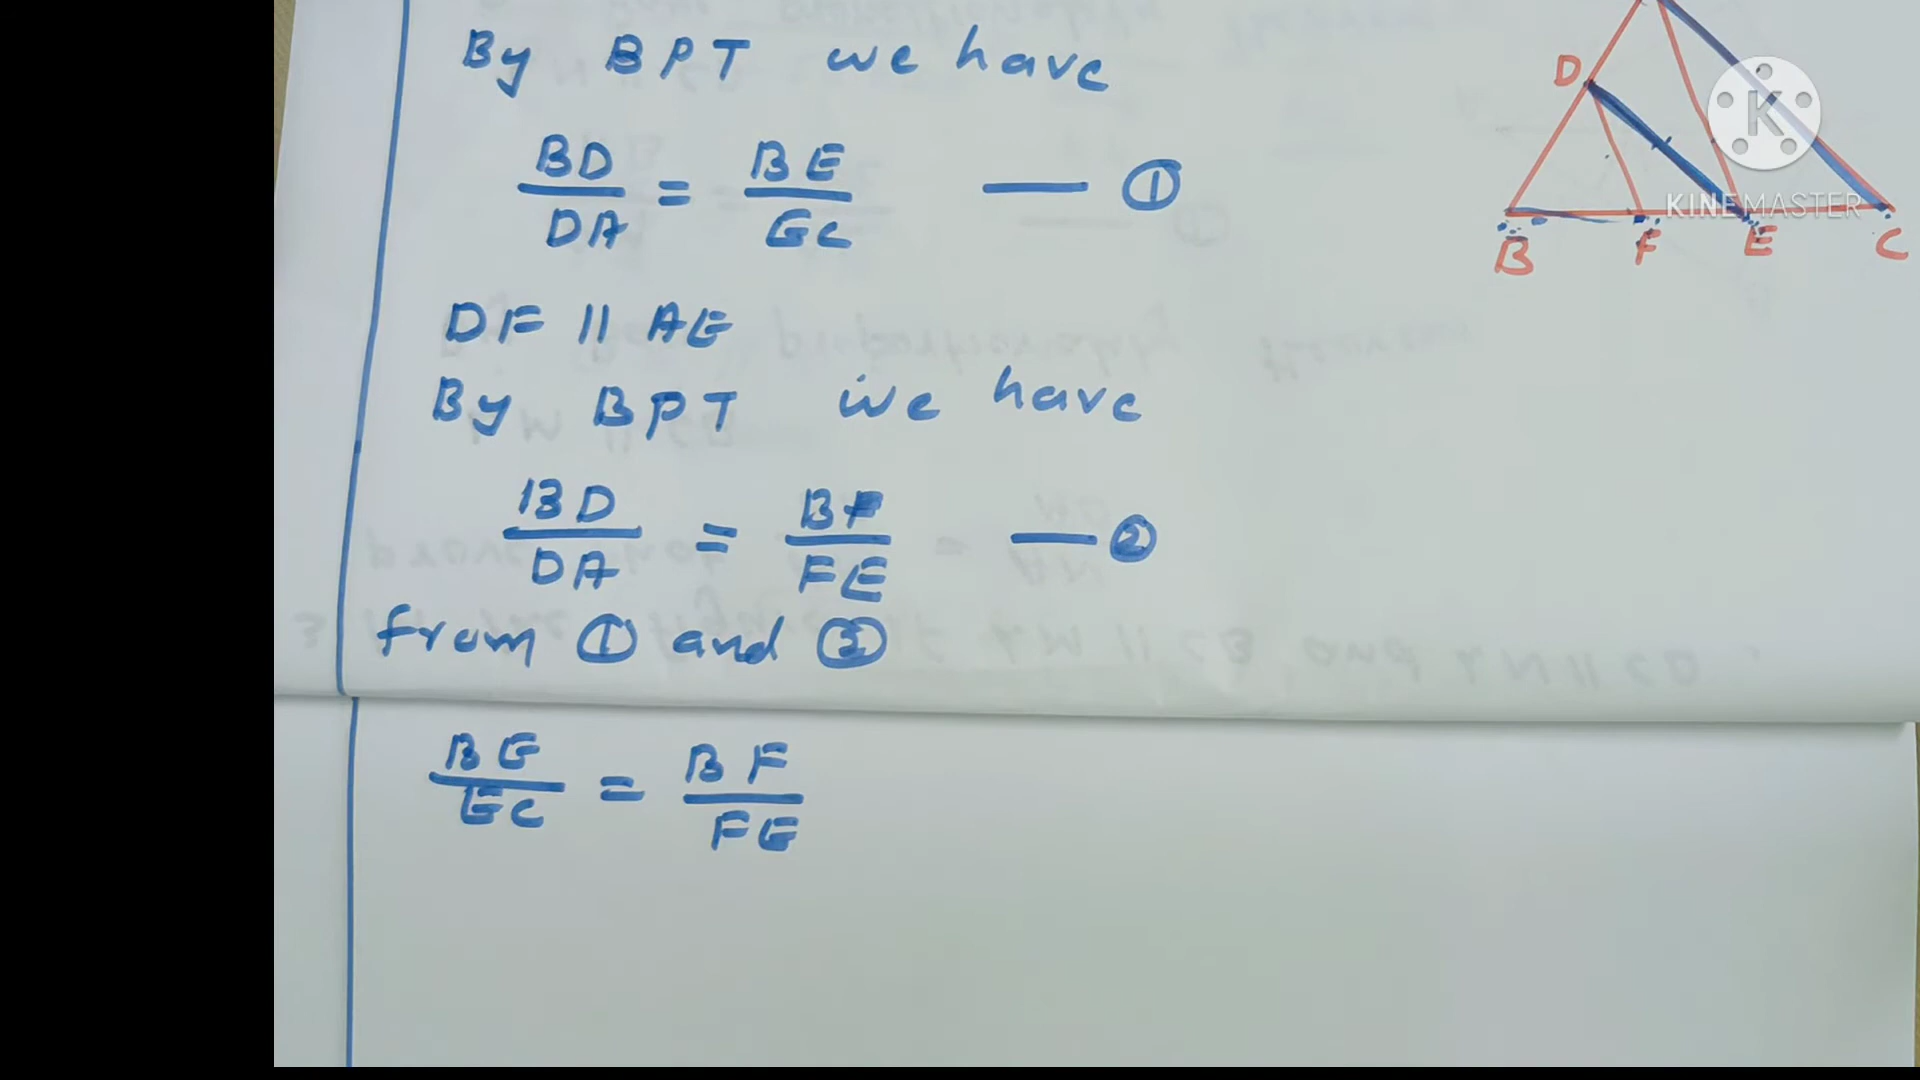 By BPT we have
BD/DA = BE/EC — ①
DF || AE
By BPT we have
BD/DA = BF/FE — ②
from ① and ②
BE/EC = BF/FE
D
B F E C
K
KINEMASTER